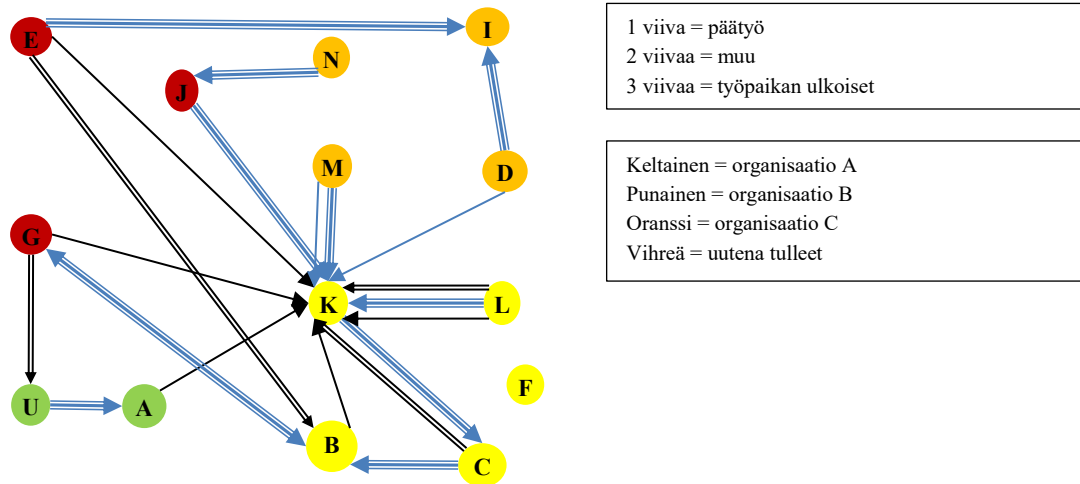 E
I
N
J
M
D
G
K
L
F
U
A
B
C
1 viiva = päätyö
2 viivaa = muu
3 viivaa = työpaikan ulkoiset
Keltainen = organisaatio A
Punainen = organisaatio B
Oranssi = organisaatio C
Vihreä = uutena tulleet